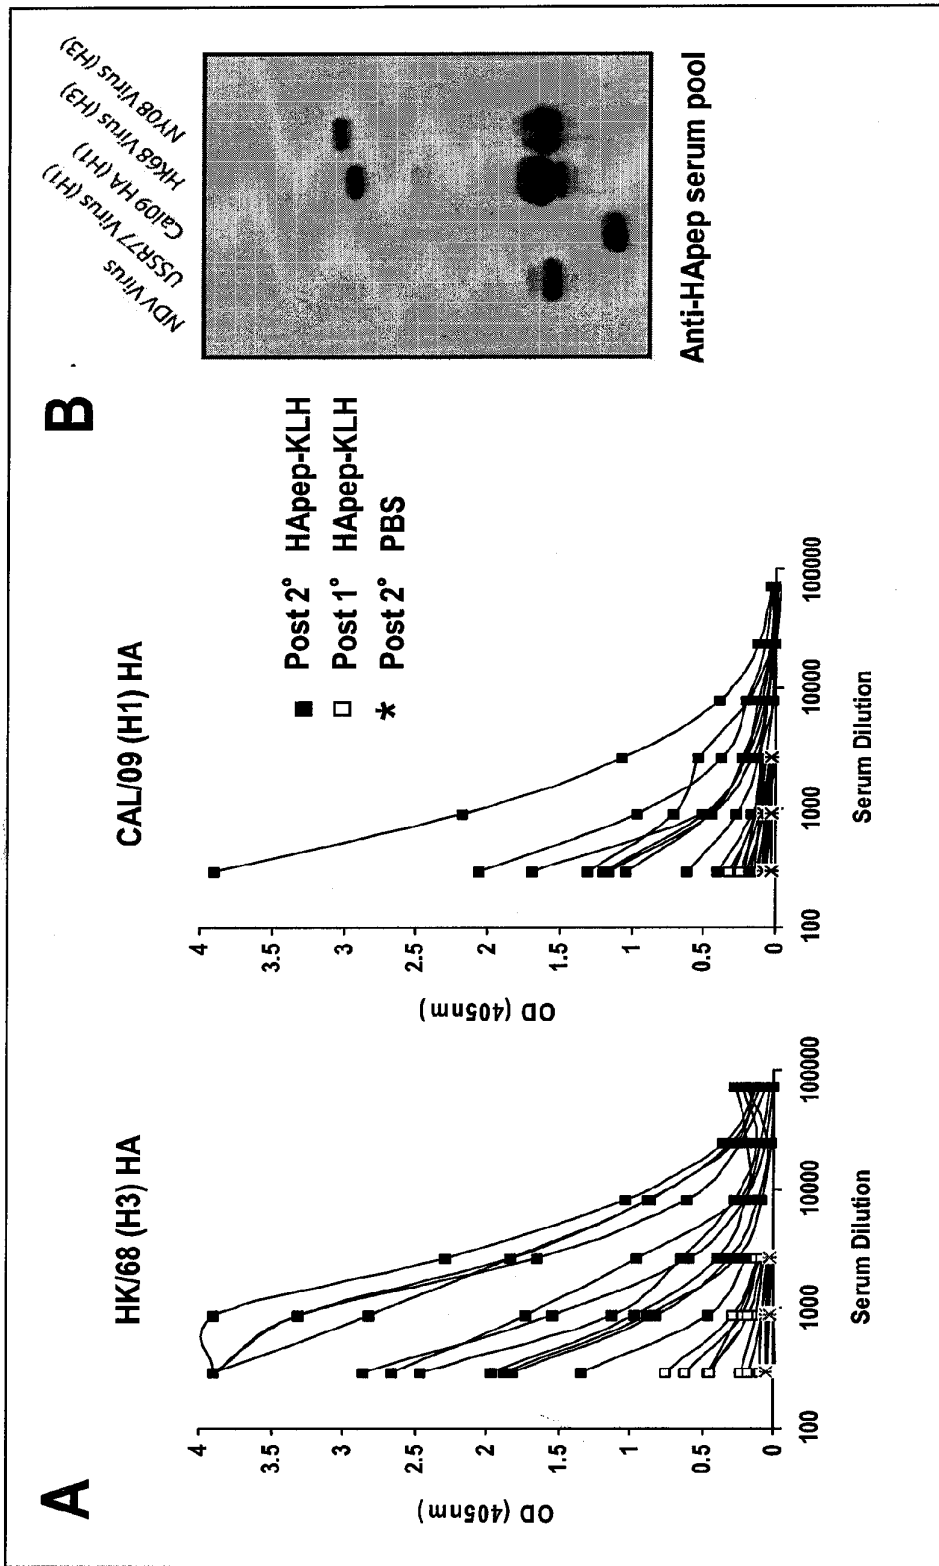 A
HK/68 (H3) HA
OD (405nm)
4
3.5
3
2.5
2
1.5
1
0.5
0
100
1000
10000
100000
Serum Dilution
CAL/09 (H1) HA
OD (405nm)
4
3.5
3
2.5
2
1.5
1
0.5
0
100
1000
10000
100000
Serum Dilution
■ Post 2° HApep-KLH
□ Post 1° HApep-KLH
* Post 2° PBS
B
NDV Virus
USSR77 Virus (H1)
Cal09 HA (H1)
HK68 Virus (H3)
NY08 Virus (H3)
Anti-HApep serum pool